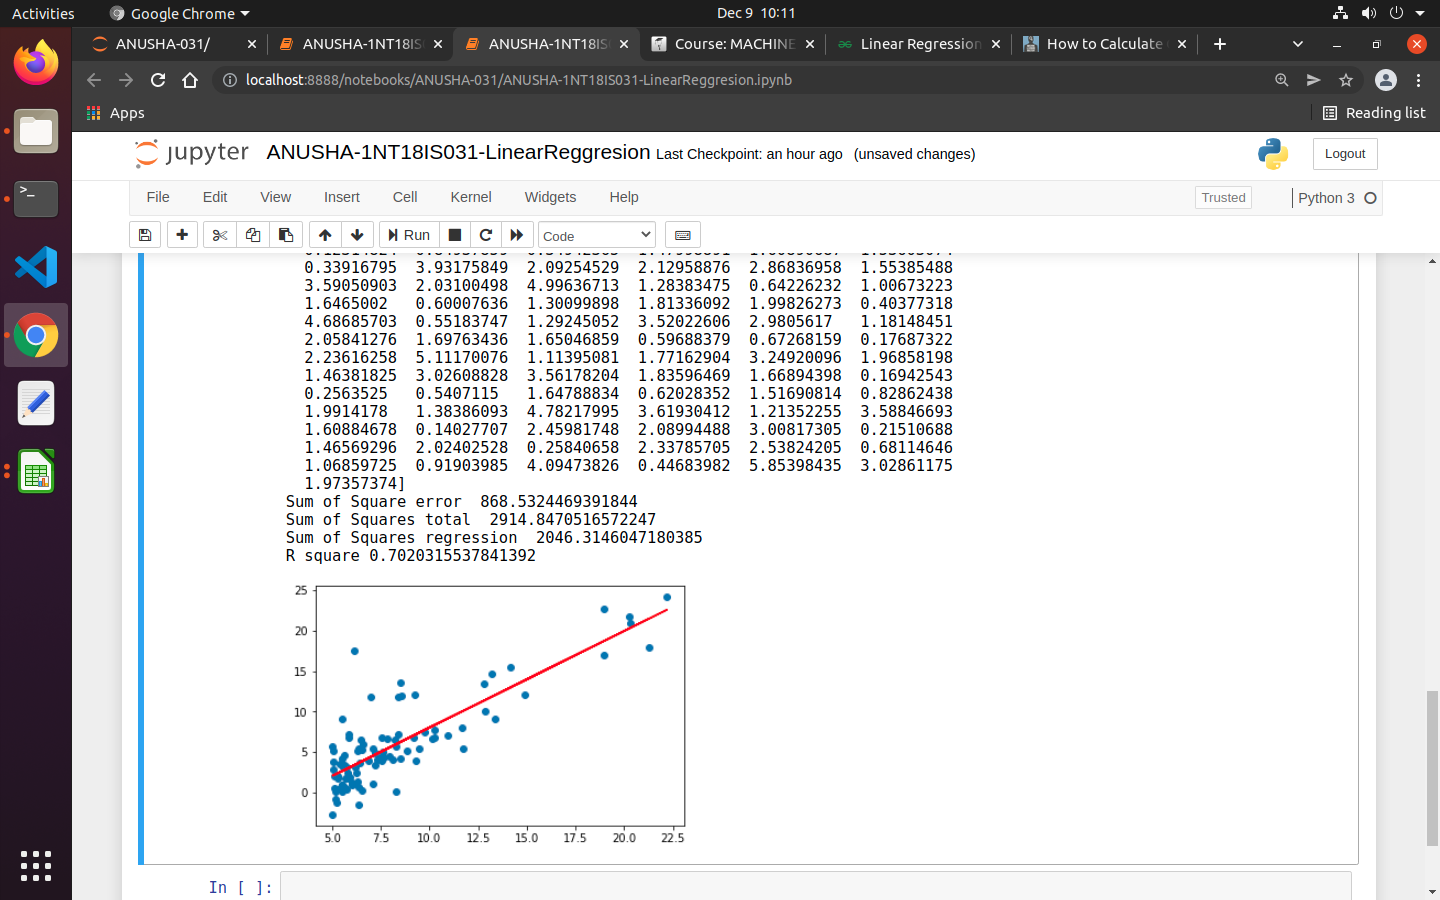 Activities Google Chrome Dec 9 10:11
ANUSHA-031/ ANUSHA-1NT18IS ANUSHA-1NT18IS Course: MACHINE Linear Regression How to Calculate
localhost:8888/notebooks/ANUSHA-031/ANUSHA-1NT18IS031-LinearReggresion.ipynb
Apps Reading list
jupyter ANUSHA-1NT18IS031-LinearReggresion Last Checkpoint: an hour ago (unsaved changes) Logout
File Edit View Insert Cell Kernel Widgets Help Trusted Python 3
Run Code
0.33916795 3.93175849 2.09254529 2.12958876 2.86836958 1.55385488
3.59050903 2.03100498 4.99636713 1.28383475 0.64226232 1.00673223
1.6465002 0.60007636 1.30099898 1.81336092 1.99826273 0.40377318
4.68685703 0.55183747 1.29245052 3.52022606 2.9805617 1.18148451
2.05841276 1.69763436 1.65046859 0.59688379 0.67268159 0.17687322
2.23616258 5.11170076 1.11395081 1.77162904 3.24920096 1.96858198
1.46381825 3.02608828 3.56178204 1.83596469 1.66894398 0.16942543
0.2563525 0.5407115 1.64788834 0.62028352 1.51690814 0.82862438
1.9914178 1.38386093 4.78217995 3.61930412 1.21352255 3.58846693
1.60884678 0.14027707 2.45981748 2.08994488 3.00817305 0.21510688
1.46569296 2.02402528 0.25840658 2.33785705 2.53824205 0.68114646
1.06859725 0.91903985 4.09473826 0.44683982 5.85398435 3.02861175
1.97357374]
Sum of Square error 868.5324469391844
Sum of Squares total 2914.8470516572247
Sum of Squares regression 2046.3146047180385
R square 0.7020315537841392
25
20
15
10
5
0
5.0 7.5 10.0 12.5 15.0 17.5 20.0 22.5
In [ ]: